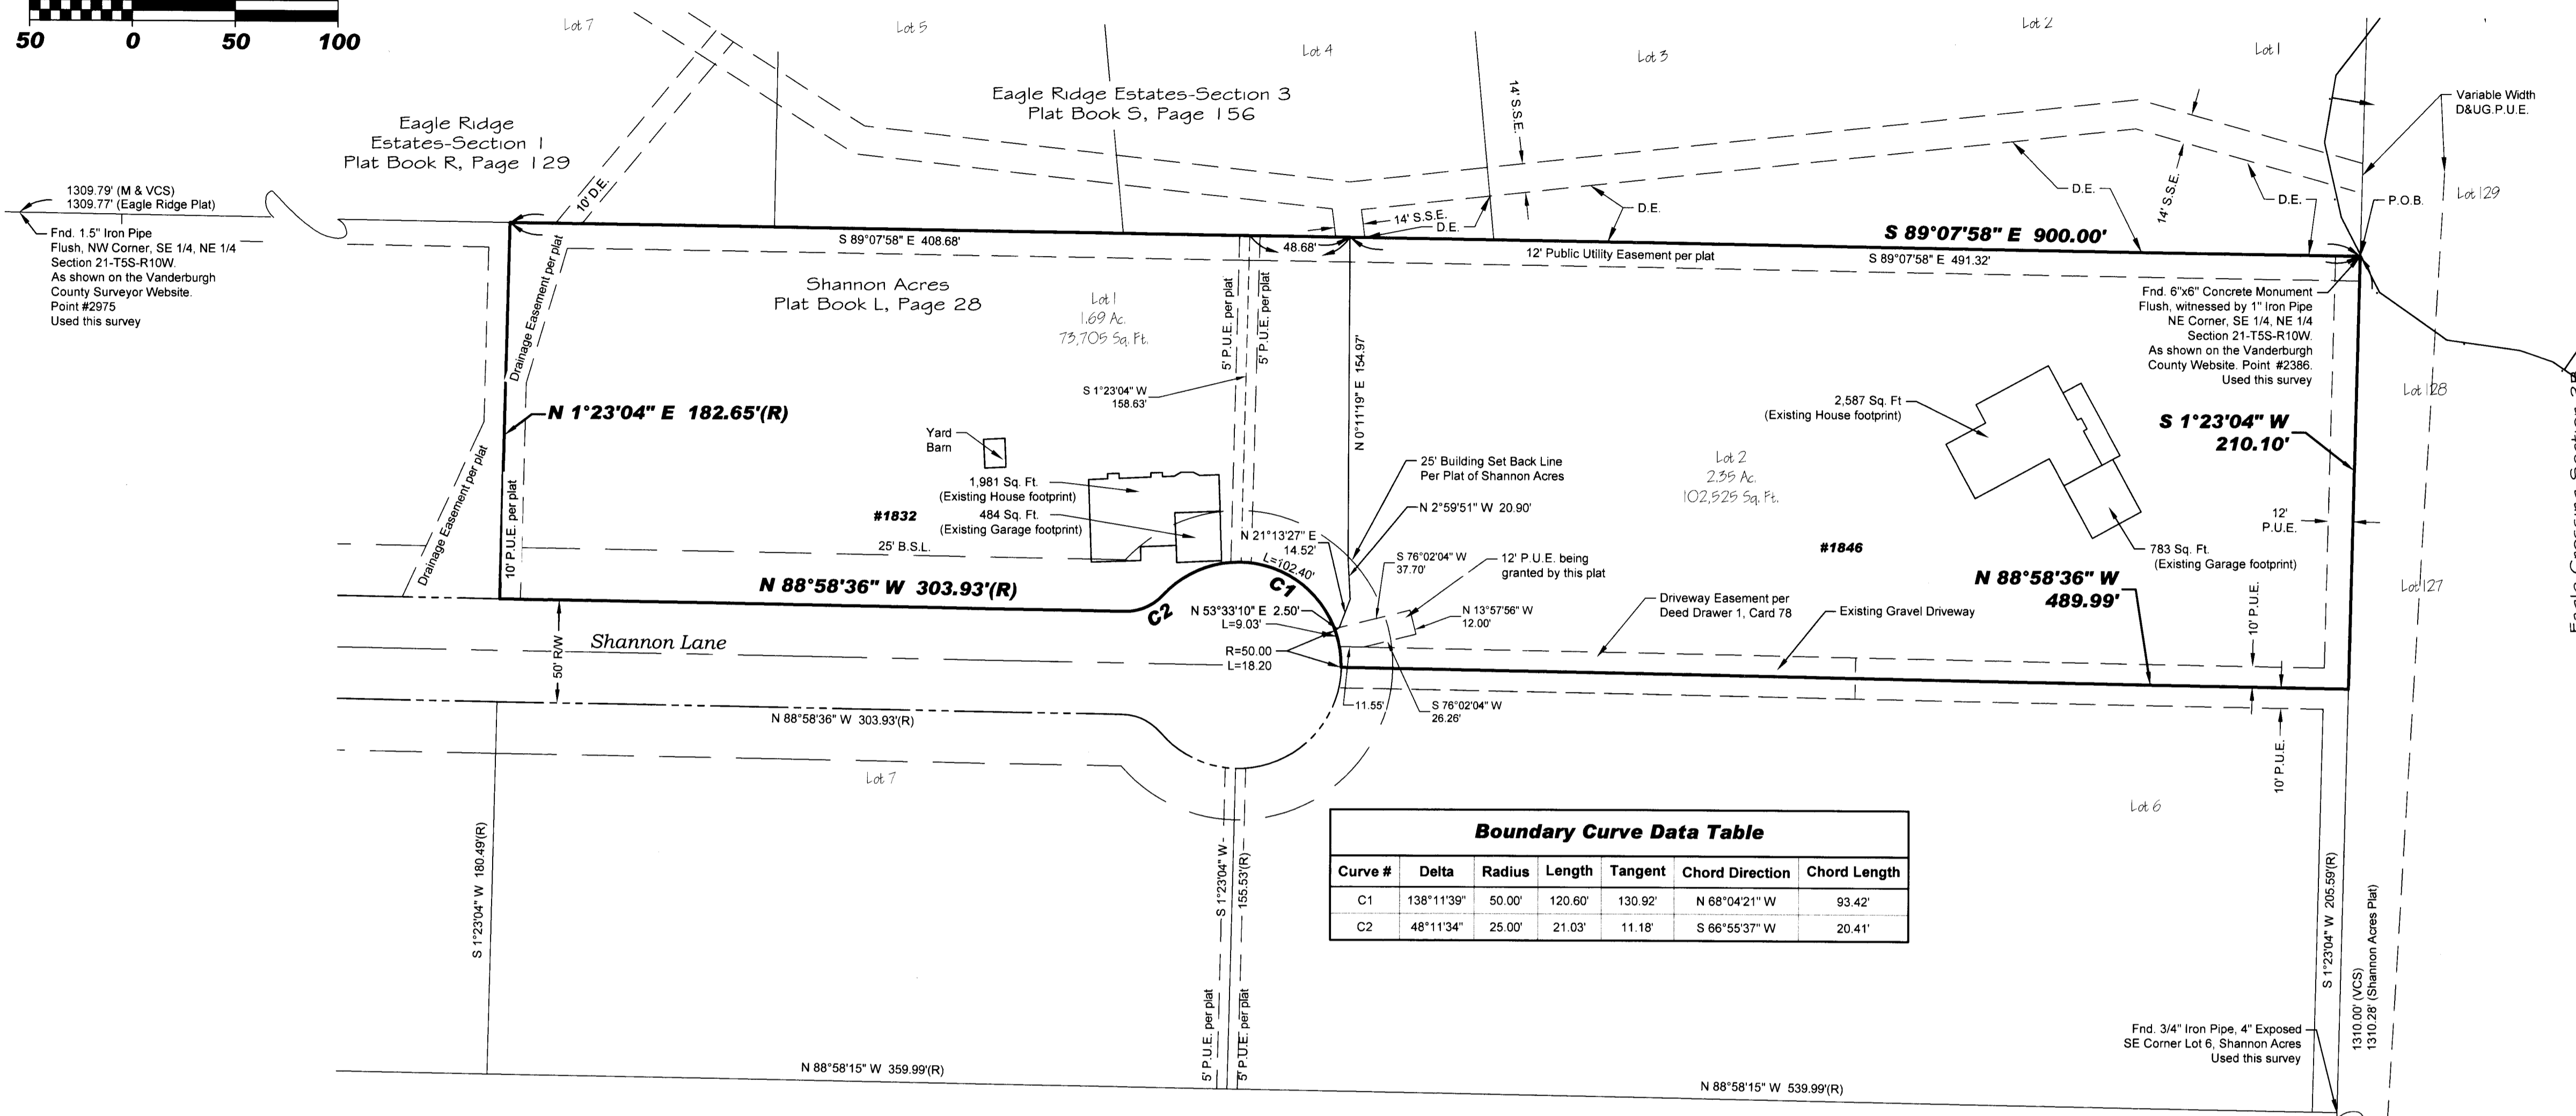 50 0 50 100
Lot 7
Lot 5
Lot 4
Lot 3
Lot 2
Lot 1
Eagle Ridge
Estates-Section 1
Plat Book R, Page 129
Eagle Ridge Estates-Section 3
Plat Book S, Page 156
14' S.S.E.
Variable Width
D&UG.P.U.E.
1309.79' (M & VCS)
1309.77' (Eagle Ridge Plat)
10' D.E.
14' S.S.E.
D.E.
D.E.
D.E.
14' S.S.E.
D.E.
P.O.B.
Lot 129
Fnd. 1.5" Iron Pipe
Flush, NW Corner, SE 1/4, NE 1/4
Section 21-T5S-R10W.
As shown on the Vanderburgh
County Surveyor Website.
Point #2975
Used this survey
S 89°07'58" E 408.68'
48.68'
S 89°07'58" E 900.00'
12' Public Utility Easement per plat
S 89°07'58" E 491.32'
Drainage Easement per plat
Shannon Acres
Plat Book L, Page 28
Lot 1
1.69 Ac.
73,705 Sq. Ft.
5' P.U.E. per plat
5' P.U.E. per plat
Fnd. 6"x6" Concrete Monument
Flush, witnessed by 1" Iron Pipe
NE Corner, SE 1/4, NE 1/4
Section 21-T5S-R10W.
As shown on the Vanderburgh
County Website. Point #2386.
Used this survey
N 0°11'19" E 154.97'
S 1°23'04" W
158.63'
N 1°23'04" E 182.65'(R)
2,587 Sq. Ft
(Existing House footprint)
Lot 128
S 1°23'04" W
210.10'
Yard
Barn
Drainage Easement per plat
10' P.U.E. per plat
1,981 Sq. Ft.
(Existing House footprint)
484 Sq. Ft.
(Existing Garage footprint)
#1832
25' B.S.L.
25' Building Set Back Line
Per Plat of Shannon Acres
Lot 2
2.35 Ac.
102,525 Sq. Ft.
N 2°59'51" W 20.90'
12'
P.U.E.
N 21°13'27" E
14.52'
L=102.40'
S 76°02'04" W
37.70'
12' P.U.E. being
granted by this plat
#1846
783 Sq. Ft.
(Existing Garage footprint)
N 88°58'36" W 303.93'(R)
C2
C1
N 88°58'36" W
489.99'
Lot 127
N 53°33'10" E 2.50'
L=9.03'
N 13°57'56" W
12.00'
Driveway Easement per
Deed Drawer 1, Card 78
Existing Gravel Driveway
10' P.U.E.
50' R/W
Shannon Lane
R=50.00
L=18.20
11.55'
S 76°02'04" W
26.26'
N 88°58'36" W 303.93'(R)
10' P.U.E.
Lot 7
Lot 6
Boundary Curve Data Table
Curve # Delta Radius Length Tangent Chord Direction Chord Length
C1 138°11'39" 50.00' 120.60' 130.92' N 68°04'21" W 93.42'
C2 48°11'34" 25.00' 21.03' 11.18' S 66°55'37" W 20.41'
S 1°23'04" W 180.49'(R)
S 1°23'04" W
155.53'(R)
S 1°23'04" W 205.59'(R)
1310.00' (VCS)
1310.28' (Shannon Acres Plat)
5' P.U.E. per plat
5' P.U.E. per plat
Fnd. 3/4" Iron Pipe, 4" Exposed
SE Corner Lot 6, Shannon Acres
Used this survey
N 88°58'15" W 359.99'(R)
N 88°58'15" W 539.99'(R)